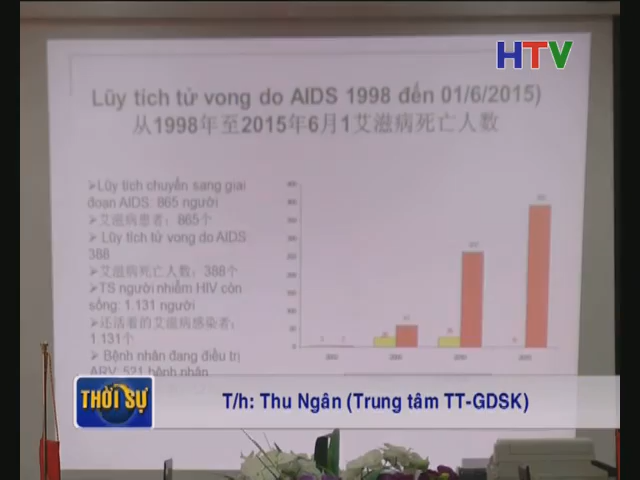 HTV
Lũy tích tử vong do AIDS 1998 đến 01/6/2015)
从1998年至2015年6月1艾滋病死亡人数
➢Lũy tích chuyển sang giai
đoạn AIDS: 865 người
➢艾滋病患者：865个
➢ Lũy tích tử vong do AIDS
388
➢艾滋病死亡人数：388个
➢TS người nhiễm HIV còn
sống: 1.131 người
➢还活着的艾滋病感染者：
1.131个
➢ Bệnh nhân đang điều trị
ARV: 521 bệnh nhân
THỜI SỰ
T/h: Thu Ngân (Trung tâm TT-GDSK)